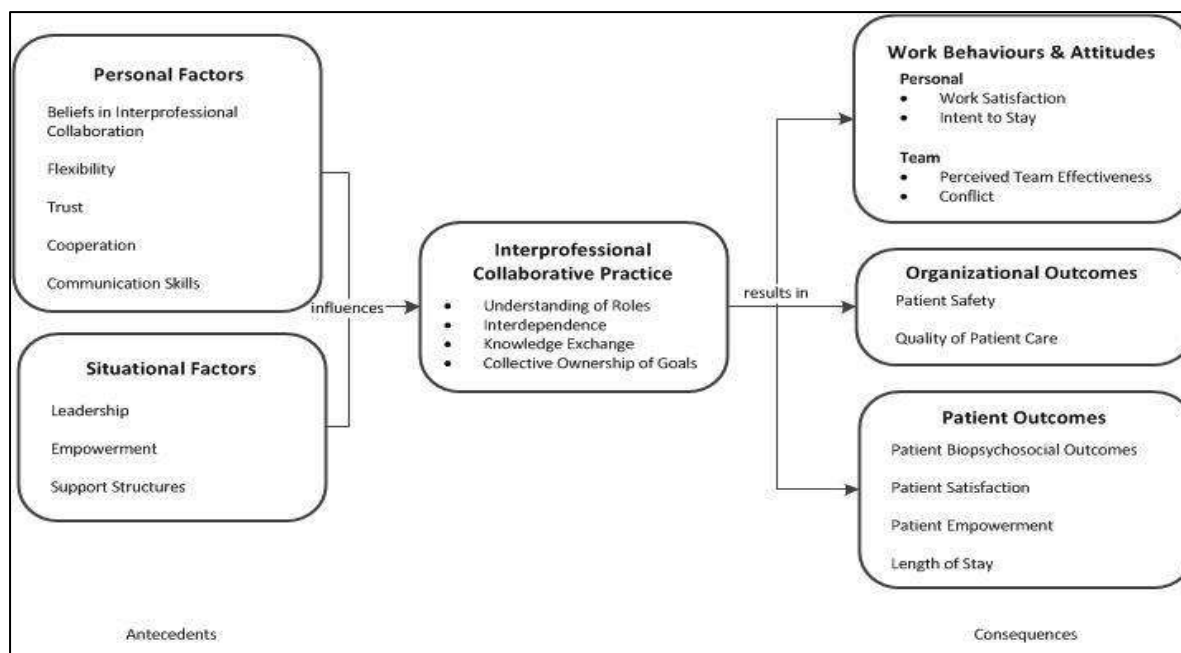 Personal Factors
Beliefs in Interprofessional
Collaboration
Flexibility
Trust
Cooperation
Communication Skills
Situational Factors
Leadership
Empowerment
Support Structures
influences
Interprofessional
Collaborative Practice
• Understanding of Roles
• Interdependence
• Knowledge Exchange
• Collective Ownership of Goals
results in
Work Behaviours & Attitudes
Personal
• Work Satisfaction
• Intent to Stay
Team
• Perceived Team Effectiveness
• Conflict
Organizational Outcomes
Patient Safety
Quality of Patient Care
Patient Outcomes
Patient Biopsychosocial Outcomes
Patient Satisfaction
Patient Empowerment
Length of Stay
Antecedents
Consequences